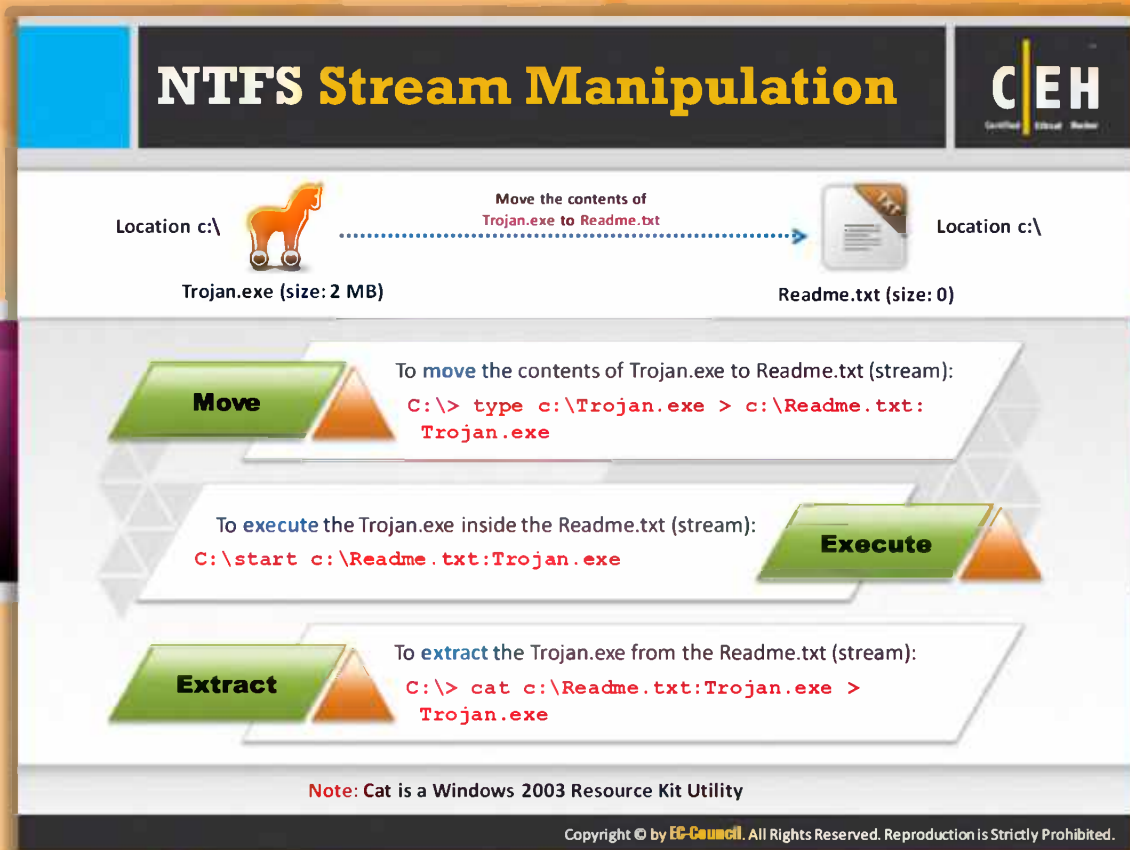 NTFS Stream Manipulation
C|EH
Certified Ethical Hacker
Location c:\
Move the contents of
Trojan.exe to Readme.txt
TXT
Location c:\
Trojan.exe (size: 2 MB)
Readme.txt (size: 0)
Move
To move the contents of Trojan.exe to Readme.txt (stream):
C:\> type c:\Trojan.exe > c:\Readme.txt:
Trojan.exe
To execute the Trojan.exe inside the Readme.txt (stream):
C:\start c:\Readme.txt:Trojan.exe
Execute
Extract
To extract the Trojan.exe from the Readme.txt (stream):
C:\> cat c:\Readme.txt:Trojan.exe >
Trojan.exe
Note: Cat is a Windows 2003 Resource Kit Utility
Copyright © by EC-Council. All Rights Reserved. Reproduction is Strictly Prohibited.